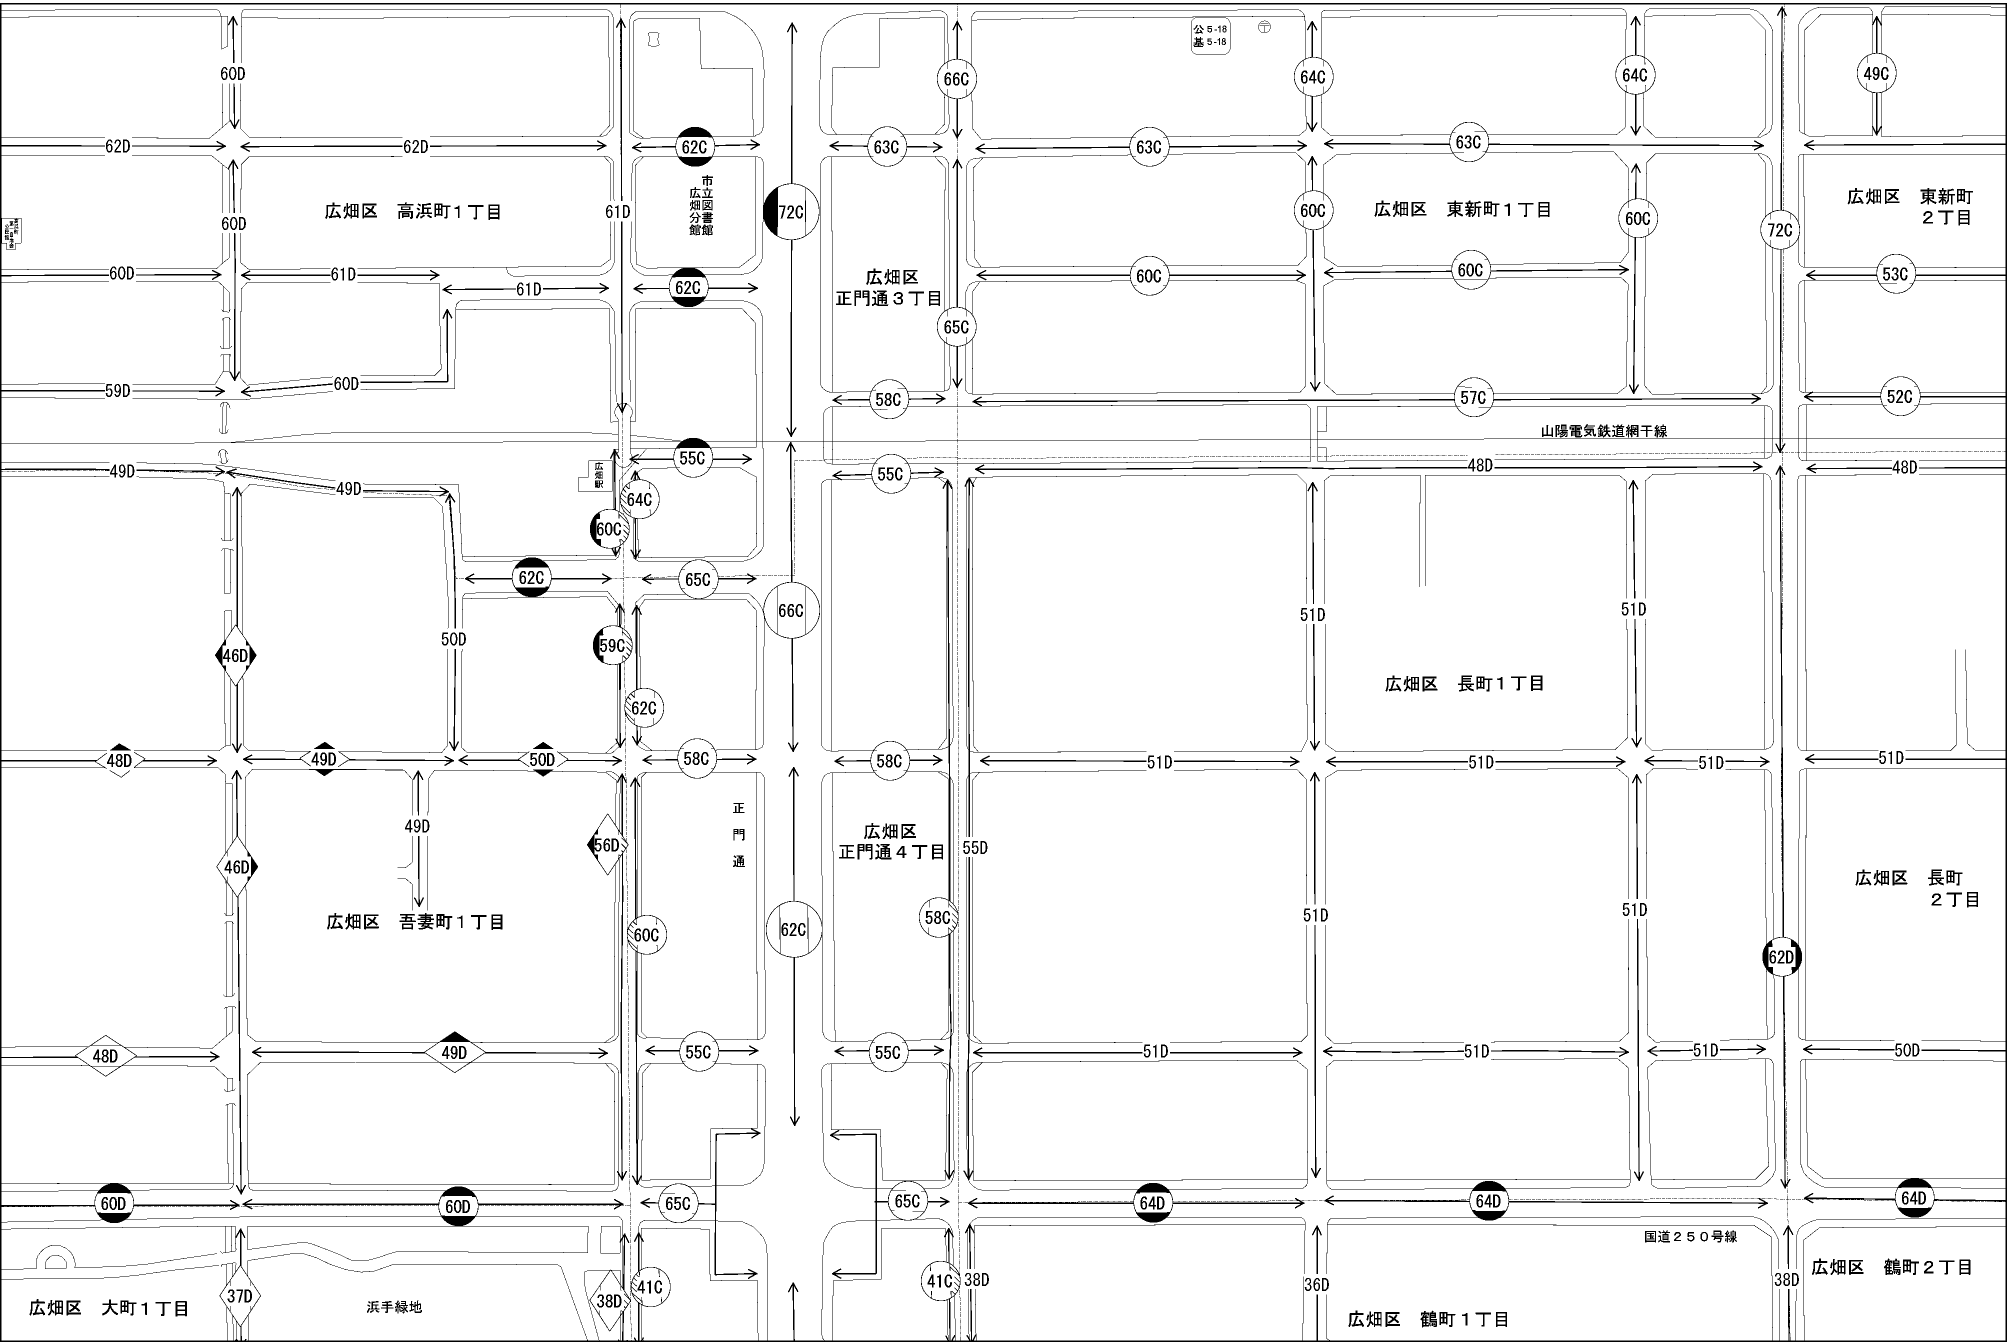 公 5-18
基 5-18
60D
66C
64C
64C
49C
62D
62D
62C
63C
63C
63C
市立図書館
広畑分館
72C
60D
広畑区 高浜町1丁目
61D
60C
広畑区 東新町1丁目
60C
72C
広畑区 東新町
2丁目
60D
61D
61D
62C
広畑区
正門通3丁目
60C
60C
53C
65C
59D
60D
58C
57C
52C
山陽電気鉄道網干線
49D
49D
55C
55C
48D
48D
広畑駅
64C
60C
62C
65C
66C
51D
51D
46D
50D
59C
62C
広畑区 長町1丁目
48D
49D
50D
58C
58C
51D
51D
51D
51D
正門通
49D
56D
広畑区
正門通4丁目
55D
46D
広畑区 長町
2丁目
広畑区 吾妻町1丁目
60C
62C
58C
51D
51D
62D
48D
49D
55C
55C
51D
51D
51D
50D
60D
60D
65C
65C
64D
64D
64D
国道250号線
37D
38D
41C
41C
38D
36D
38D
広畑区 鶴町2丁目
広畑区 大町1丁目
浜手緑地
広畑区 鶴町1丁目